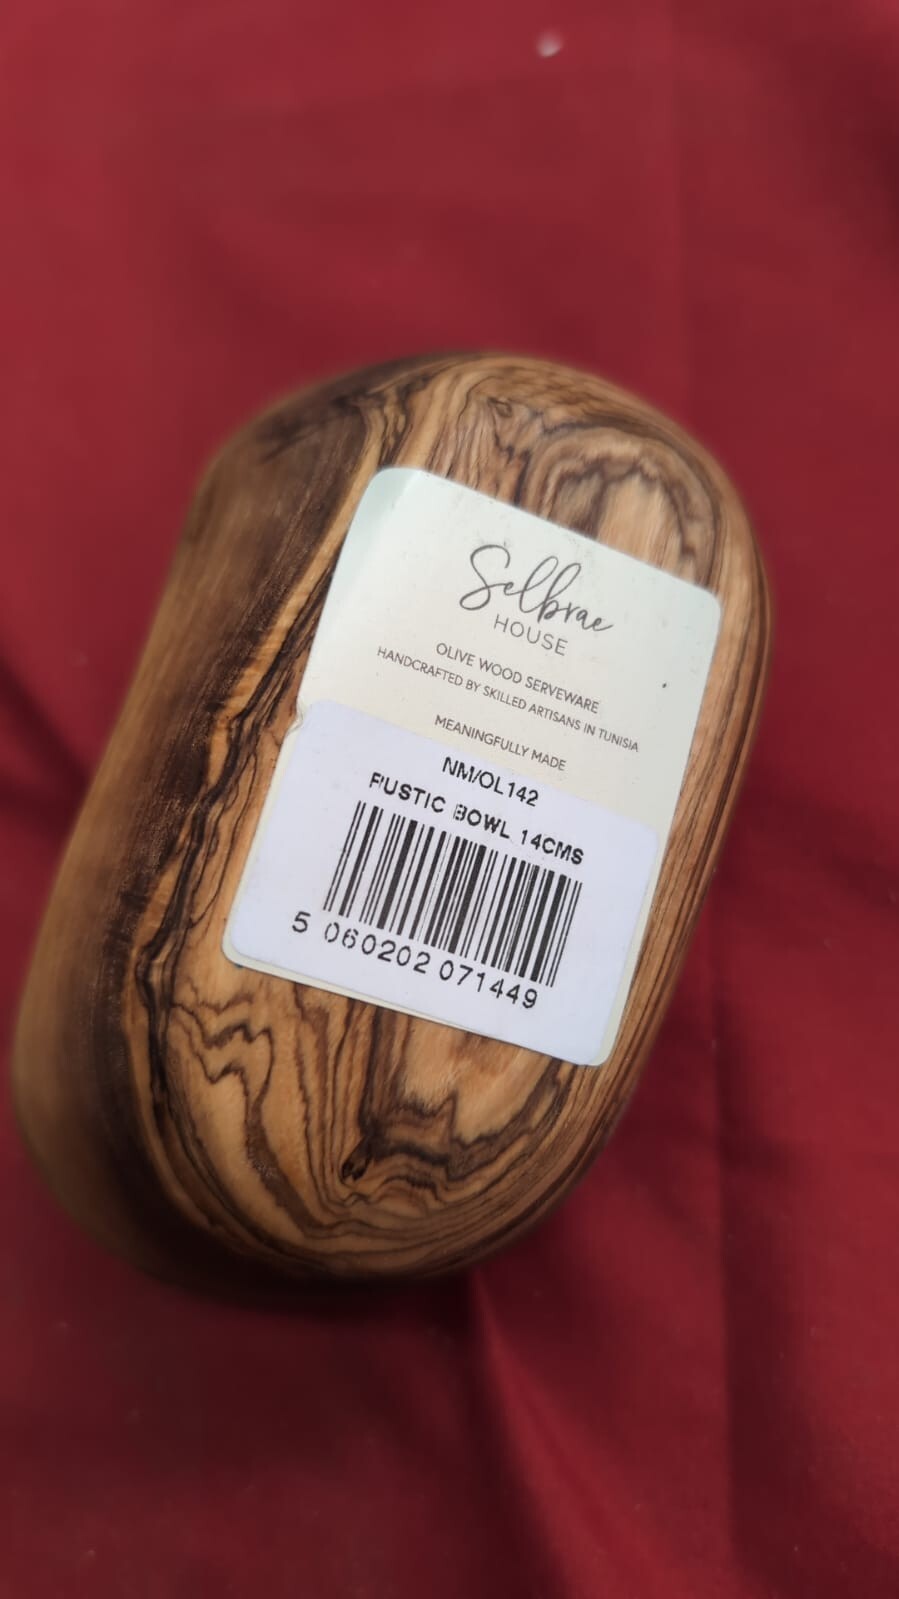 Selbrae
HOUSE
OLIVE WOOD SERVEWARE
HANDCRAFTED BY SKILLED ARTISANS IN TUNISIA
MEANINGFULLY MADE
NM/OL142
RUSTIC BOWL 14CMS
5 060202 071449